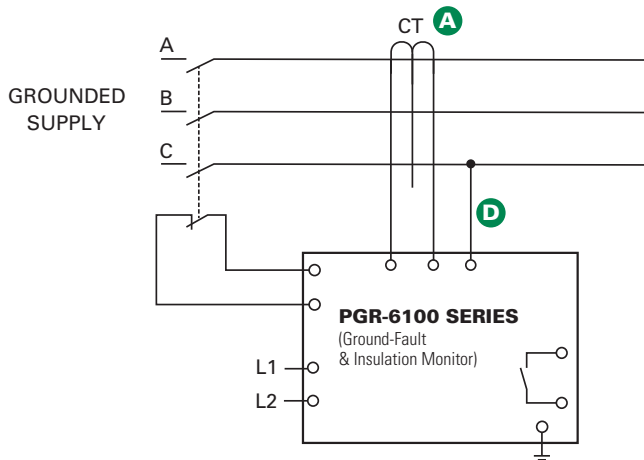 CT A
A
GROUNDED
SUPPLY
B
C
D
PGR-6100 SERIES
(Ground-Fault
& Insulation Monitor)
L1
L2